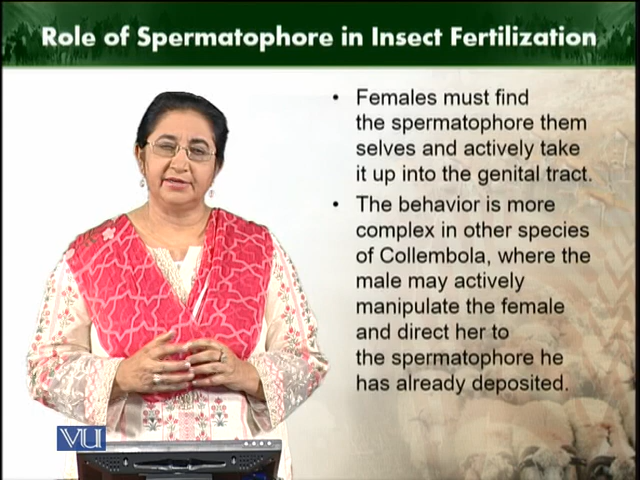 Role of Spermatophore in Insect Fertilization
• Females must find
the spermatophore them
selves and actively take
it up into the genital tract.
• The behavior is more
complex in other species
of Collembola, where the
male may actively
manipulate the female
and direct her to
the spermatophore he
has already deposited.
VU